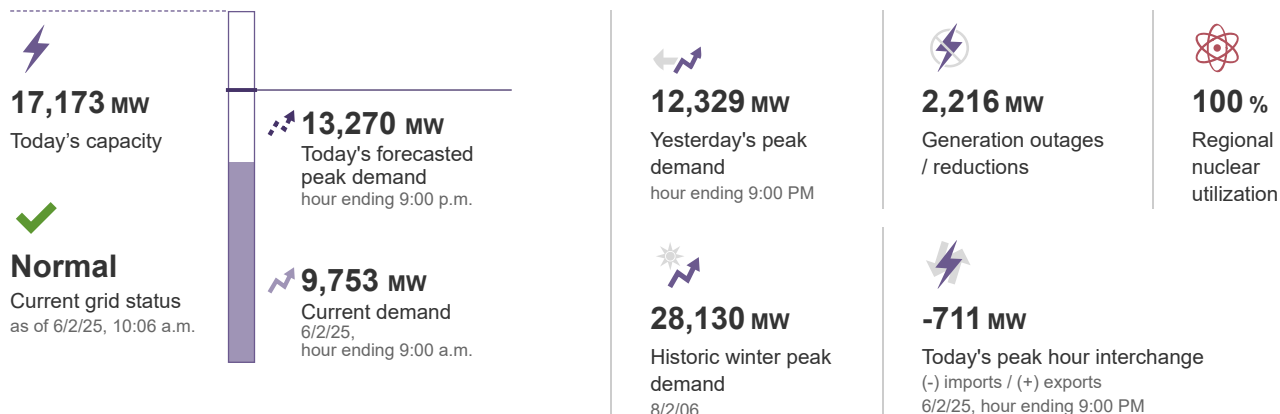 17,173 MW
Today's capacity
Normal
Current grid status
as of 6/2/25, 10:06 a.m.
13,270 MW
Today's forecasted
peak demand
hour ending 9:00 p.m.
9,753 MW
Current demand
6/2/25,
hour ending 9:00 a.m.
12,329 MW
Yesterday's peak
demand
hour ending 9:00 PM
2,216 MW
Generation outages
/ reductions
100 %
Regional
nuclear
utilization
28,130 MW
Historic winter peak
demand
8/2/06
-711 MW
Today's peak hour interchange
(-) imports / (+) exports
6/2/25, hour ending 9:00 PM